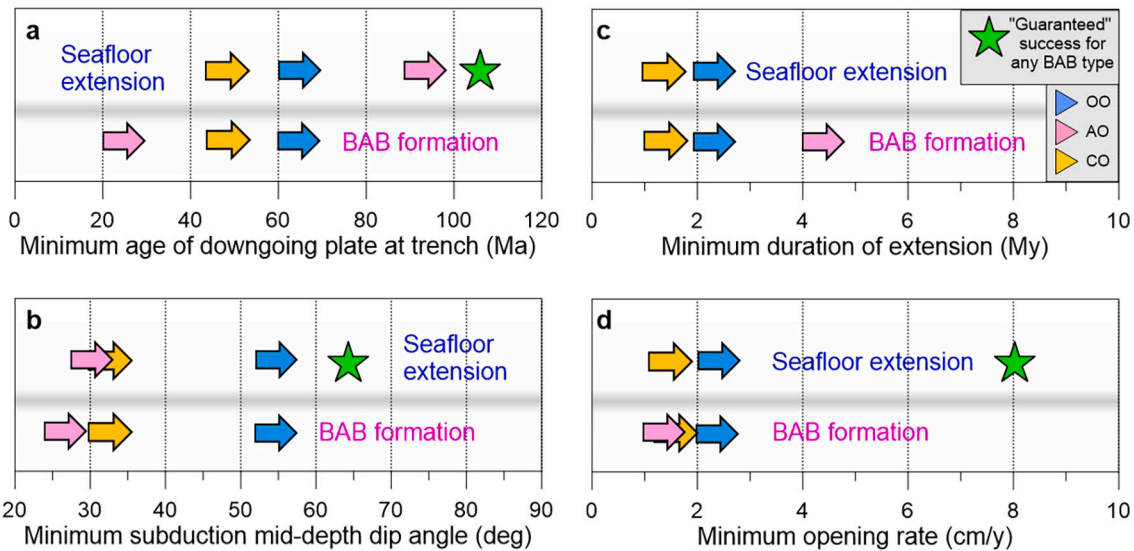 a
Seafloor
extension
BAB formation
0 20 40 60 80 100 120
Minimum age of downgoing plate at trench (Ma)
c
"Guaranteed"
success for
any BAB type
Seafloor extension
OO
AO
CO
BAB formation
0 2 4 6 8 10
Minimum duration of extension (My)
b
Seafloor
extension
BAB formation
20 30 40 50 60 70 80 90
Minimum subduction mid-depth dip angle (deg)
d
Seafloor extension
BAB formation
0 2 4 6 8 10
Minimum opening rate (cm/y)